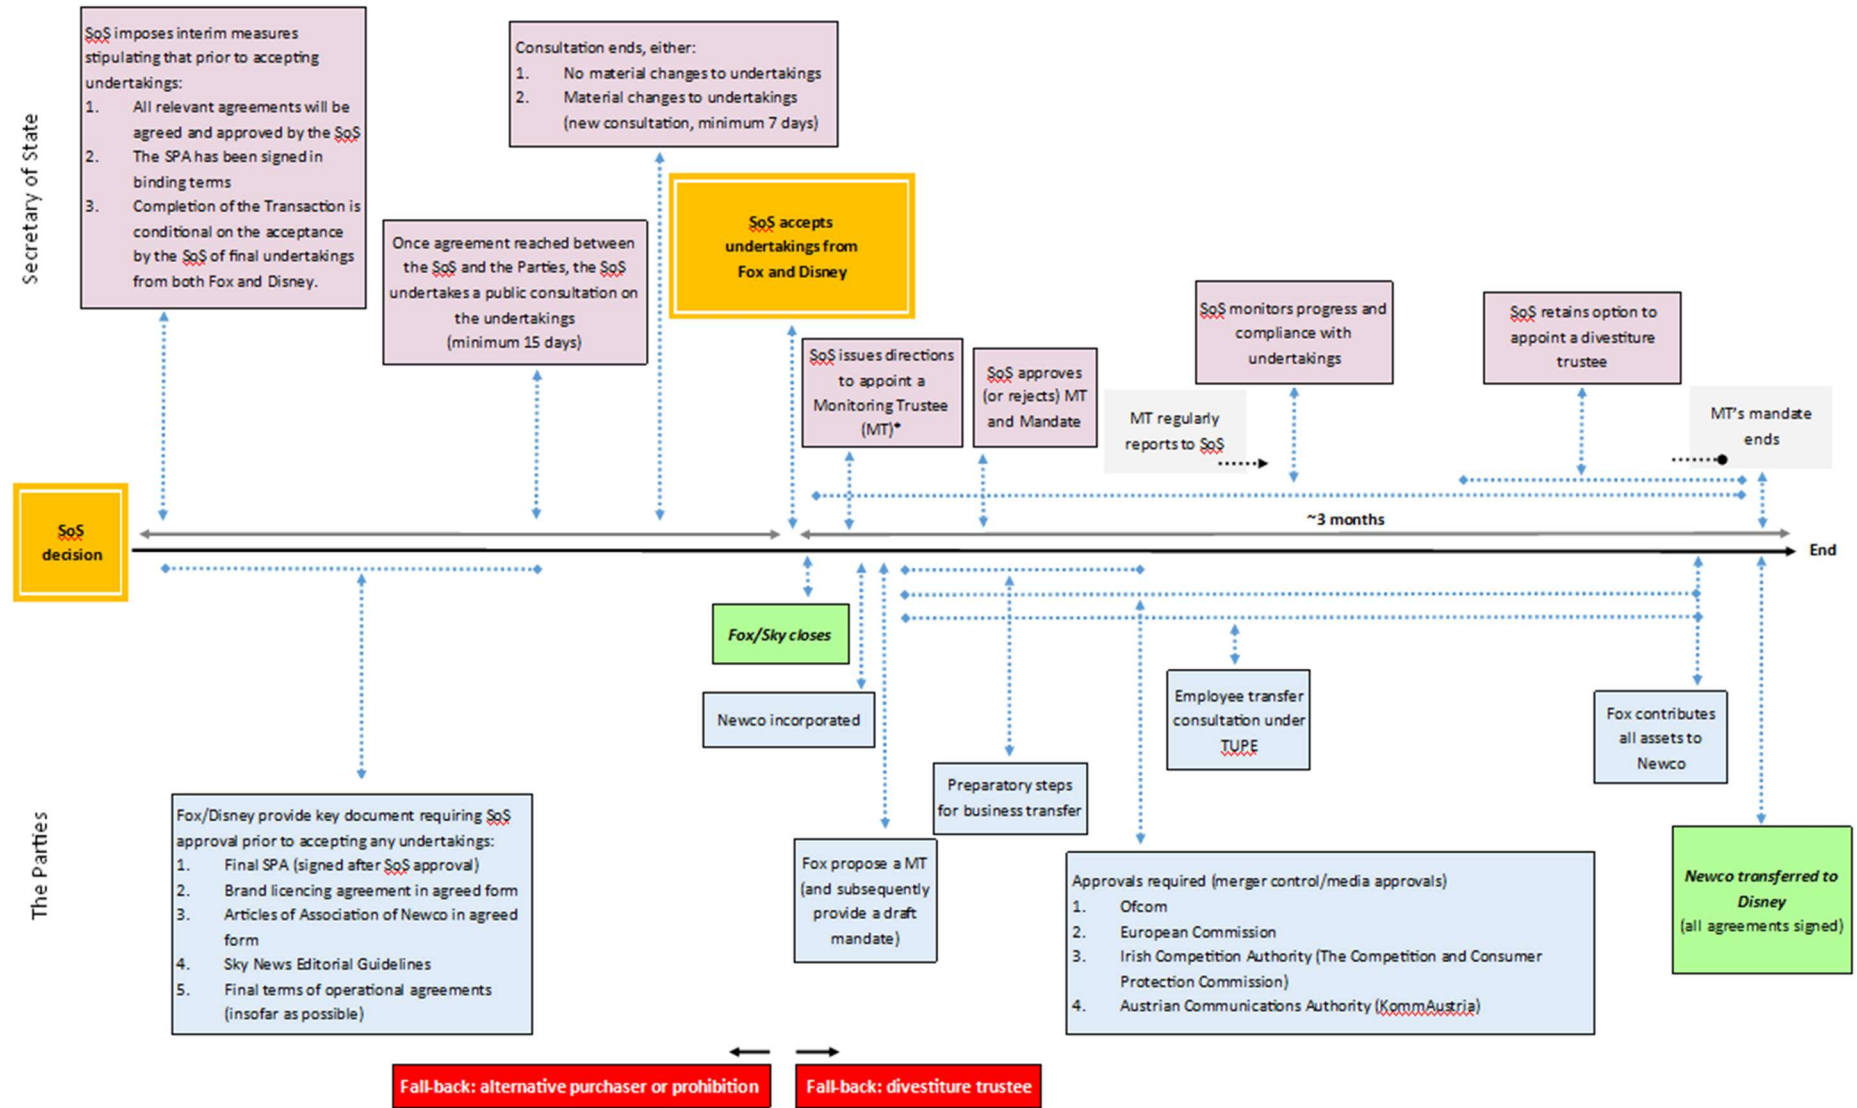 Secretary of State
SoS imposes interim measures
stipulating that prior to accepting
undertakings:
1. All relevant agreements will be
agreed and approved by the SoS
2. The SPA has been signed in
binding terms
3. Completion of the Transaction is
conditional on the acceptance
by the SoS of final undertakings
from both Fox and Disney.
Once agreement reached between
the SoS and the Parties, the SoS
undertakes a public consultation on
the undertakings
(minimum 15 days)
Consultation ends, either:
1. No material changes to undertakings
2. Material changes to undertakings
(new consultation, minimum 7 days)
SoS accepts
undertakings from
Fox and Disney
SoS issues directions
to appoint a
Monitoring Trustee
(MT)*
SoS approves
(or rejects) MT
and Mandate
MT regularly
reports to SoS
SoS monitors progress and
compliance with
undertakings
SoS retains option to
appoint a divestiture
trustee
MT's mandate
ends
SoS
decision
~3 months
End
The Parties
Fox/Disney provide key document requiring SoS
approval prior to accepting any undertakings:
1. Final SPA (signed after SoS approval)
2. Brand licencing agreement in agreed form
3. Articles of Association of Newco in agreed
form
4. Sky News Editorial Guidelines
5. Final terms of operational agreements
(insofar as possible)
Fox/Sky closes
Newco incorporated
Fox propose a MT
(and subsequently
provide a draft
mandate)
Preparatory steps
for business transfer
Employee transfer
consultation under
TUPE
Approvals required (merger control/media approvals)
1. Ofcom
2. European Commission
3. Irish Competition Authority (The Competition and Consumer
Protection Commission)
4. Austrian Communications Authority (KommAustria)
Fox contributes
all assets to
Newco
Newco transferred to
Disney
(all agreements signed)
Fall-back: alternative purchaser or prohibition
Fall-back: divestiture trustee